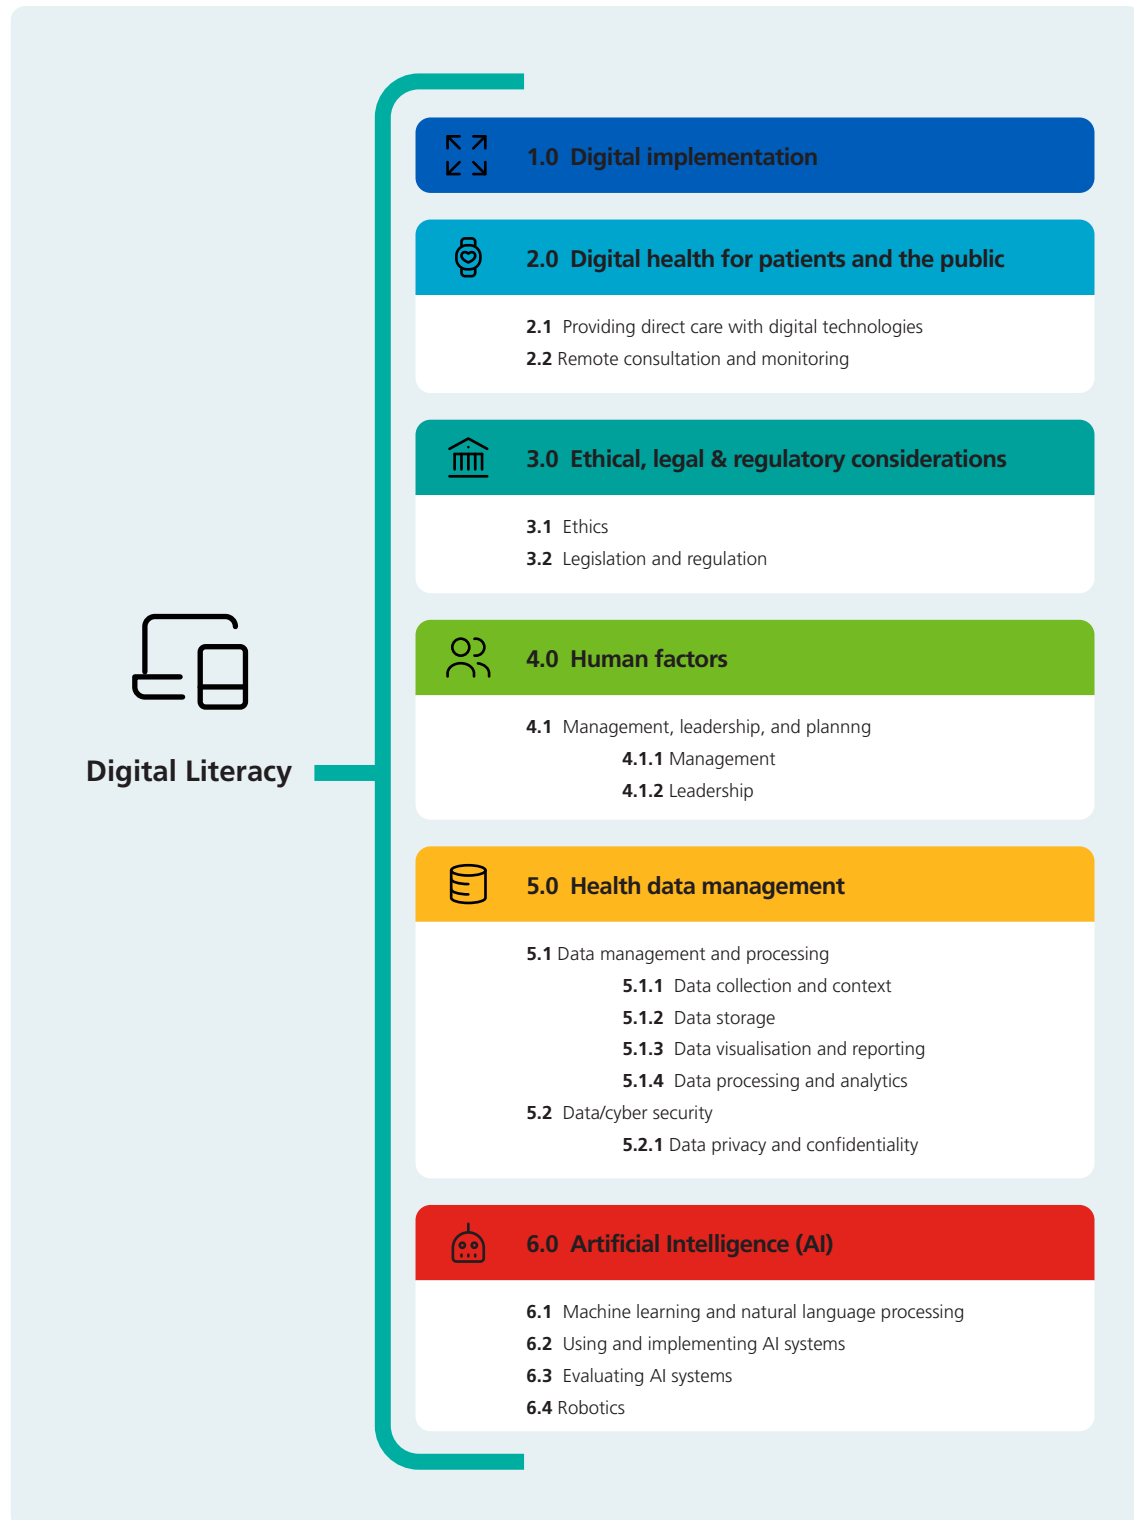 1.0 Digital implementation
2.0 Digital health for patients and the public
2.1 Providing direct care with digital technologies
2.2 Remote consultation and monitoring
3.0 Ethical, legal & regulatory considerations
3.1 Ethics
3.2 Legislation and regulation
Digital Literacy
4.0 Human factors
4.1 Management, leadership, and plannng
4.1.1 Management
4.1.2 Leadership
5.0 Health data management
5.1 Data management and processing
5.1.1 Data collection and context
5.1.2 Data storage
5.1.3 Data visualisation and reporting
5.1.4 Data processing and analytics
5.2 Data/cyber security
5.2.1 Data privacy and confidentiality
6.0 Artificial Intelligence (AI)
6.1 Machine learning and natural language processing
6.2 Using and implementing AI systems
6.3 Evaluating AI systems
6.4 Robotics